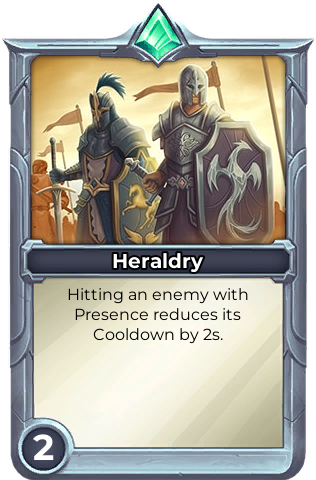 Heraldry
Hitting an enemy with
Presence reduces its
Cooldown by 2s.
2